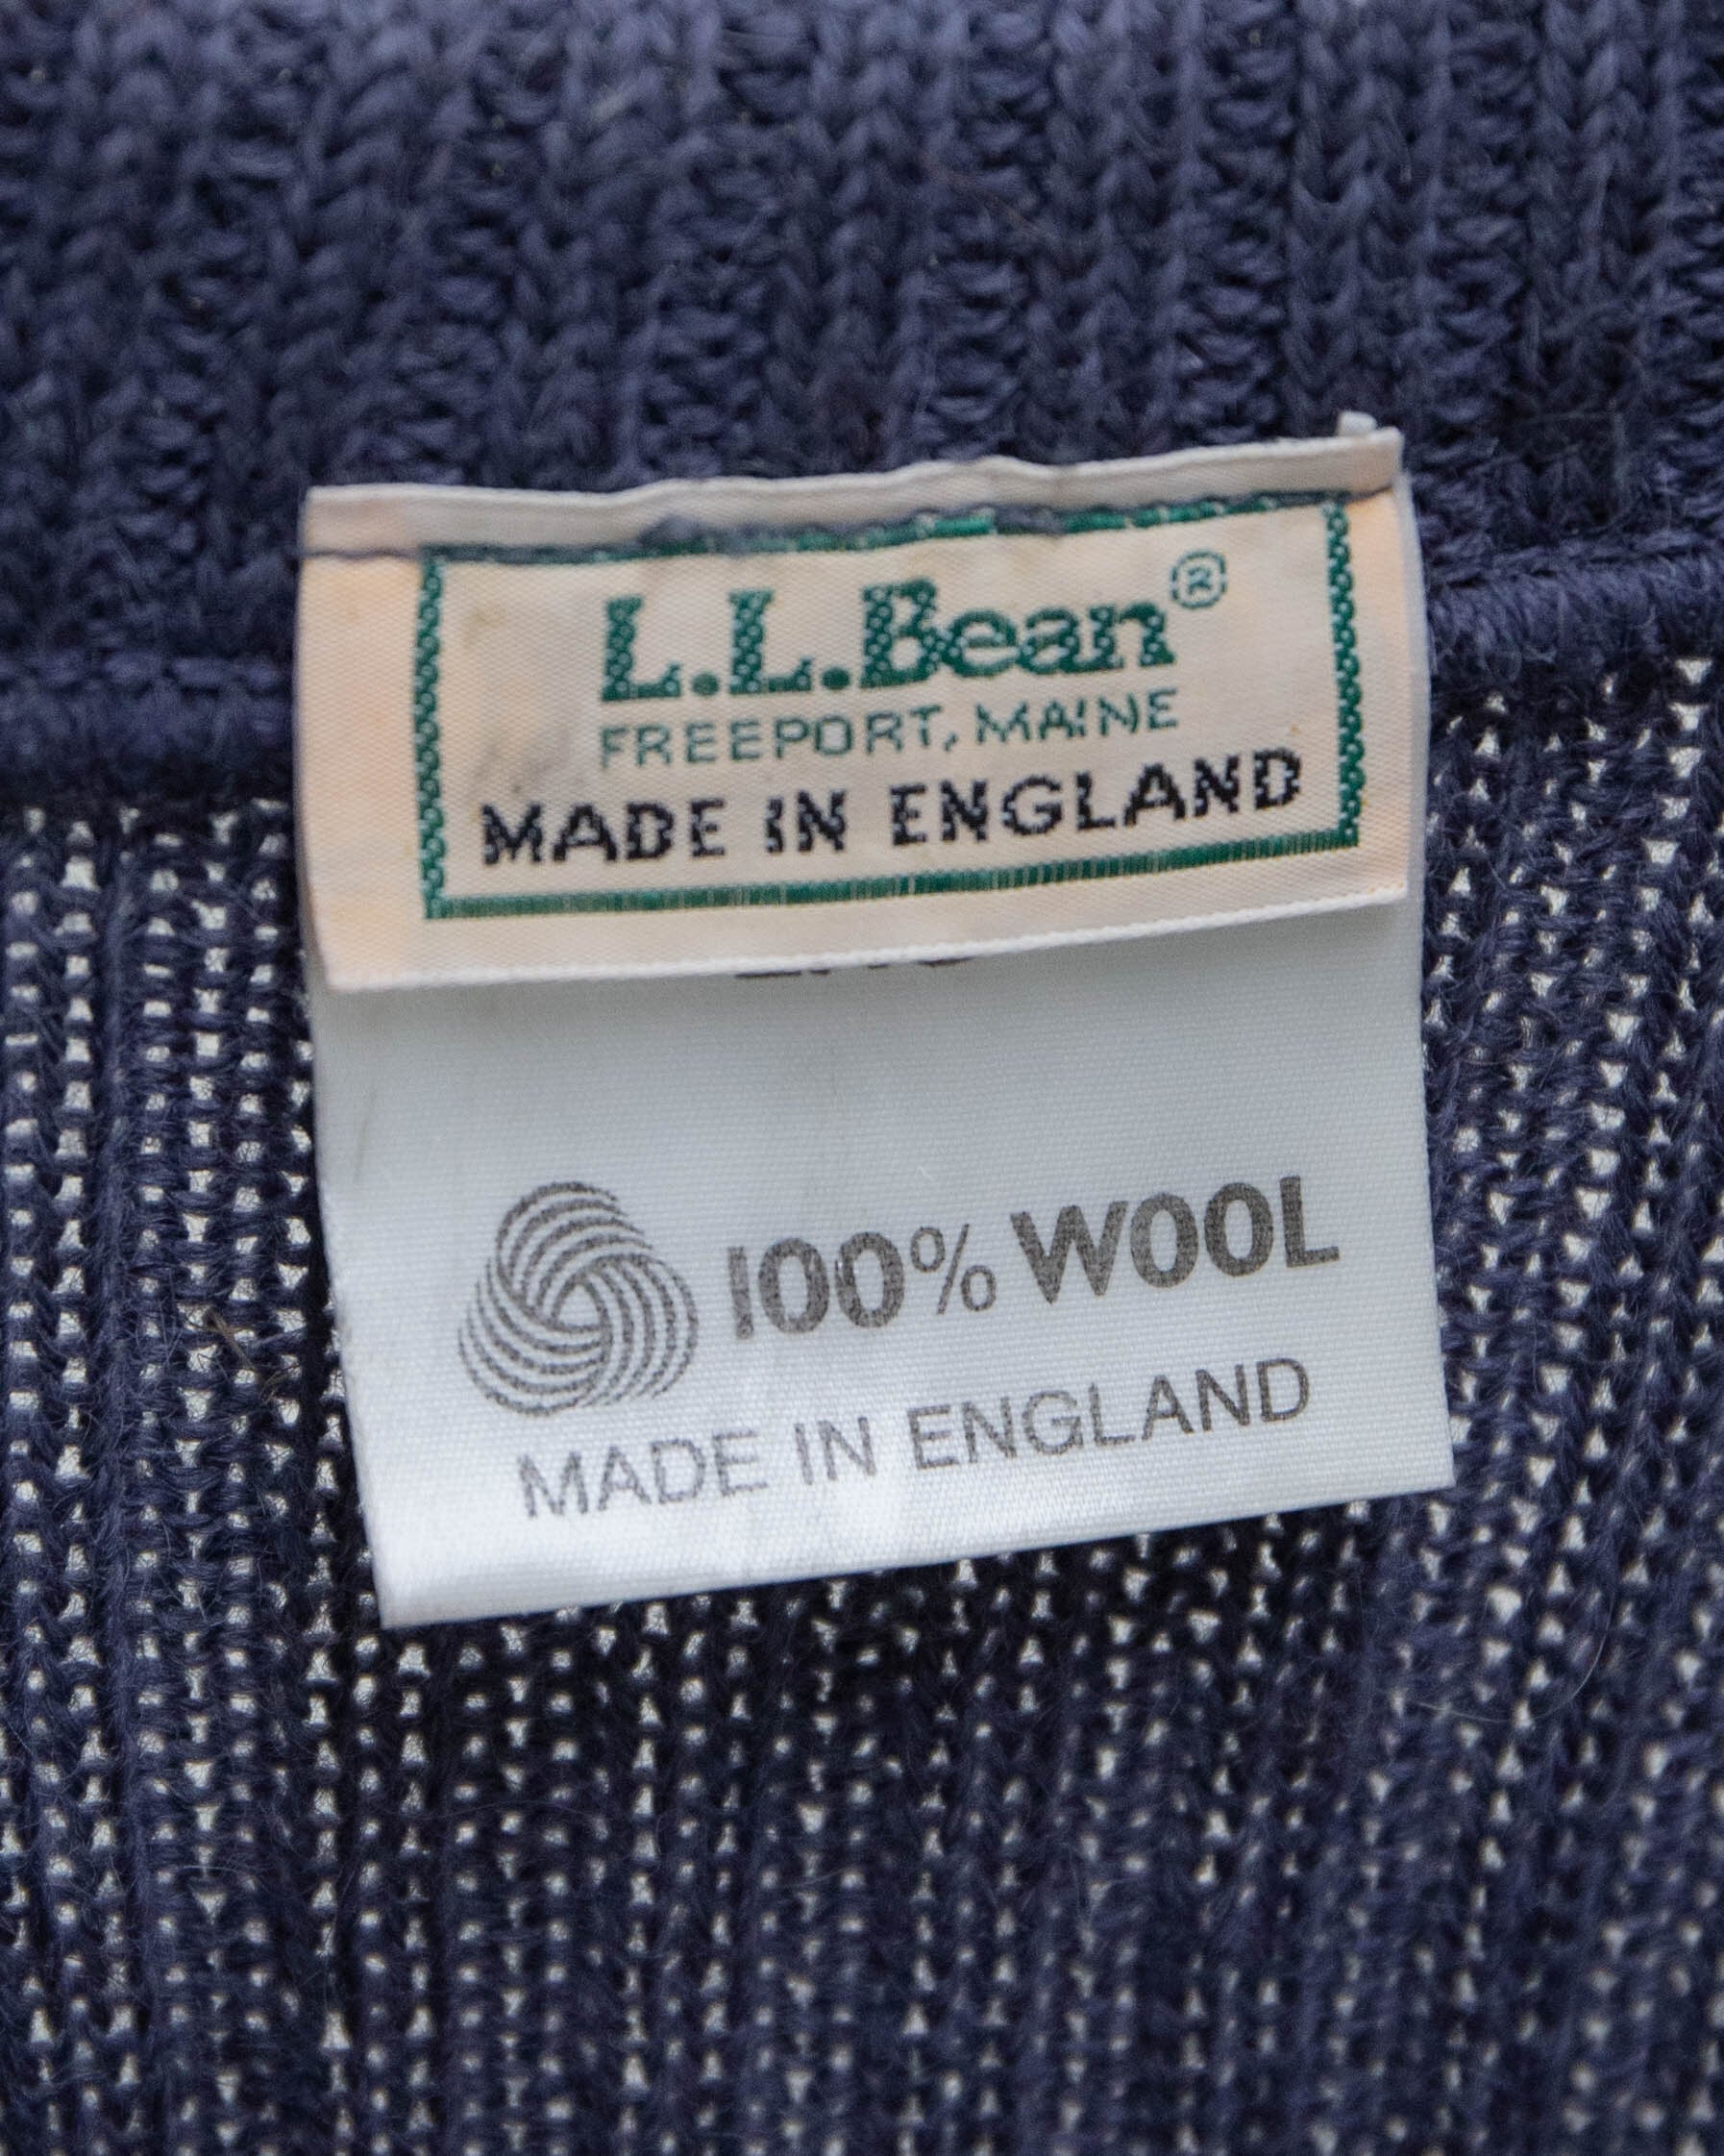 L.L.Bean®
FREEPORT, MAINE
MADE IN ENGLAND
100% WOOL
MADE IN ENGLAND